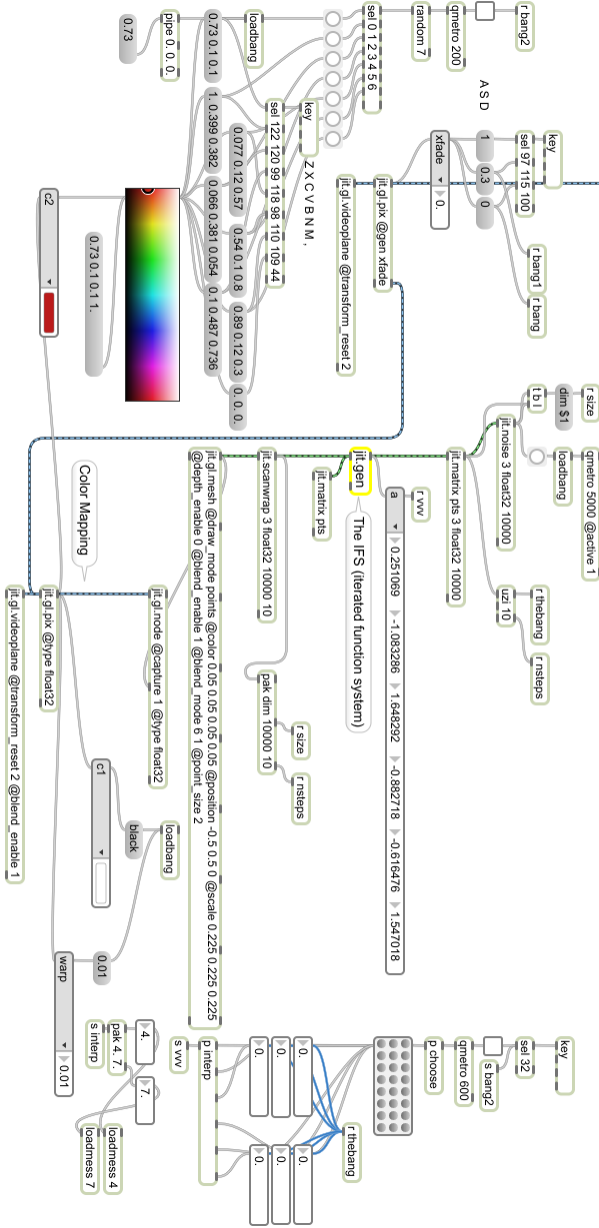 r bang2
qmetro 200
random 7
sel 0 1 2 3 4 5 6
loadbang
0.73 0.1 0.1
pipe 0. 0. 0.
0.73
A S D
key
sel 97 115 100
1
0.3
0
r bang1
r bang
xfade
0.
jit.gl.pix @gen xfade
jit.gl.videoplane @transform_reset 2
key
Z X C V B N M ,
sel 122 120 99 118 98 110 109 44
1. 0.399 0.382
0.077 0.12 0.57
0.066 0.381 0.054
0.54 0.1 0.8
0.1 0.487 0.736
0.89 0.12 0.3
0. 0. 0.
0.73 0.1 0.1 1.
c2
r size
dim $1
t b l
qmetro 5000 @active 1
loadbang
jit.noise 3 float32 10000
r thebang
uzi 10
r nsteps
jit.matrix pts 3 float32 10000
r vvv
a
0.251069
-1.083286
1.648292
-0.882718
-0.616476
1.547018
jit.gen
The IFS (iterated function system)
jit.matrix pts
r size
r nsteps
jit.scanwrap 3 float32 10000 10
pak dim 10000 10
jit.gl.mesh @draw_mode points @color 0.05 0.05 0.05 0.05 @position -0.5 0.5 0 @scale 0.225 0.225 0.225
@depth_enable 0 @blend_enable 1 @blend_mode 6 1 @point_size 2
jit.gl.node @capture 1 @type float32
loadbang
black
c1
0.01
Color Mapping
warp
0.01
jit.gl.pix @type float32
jit.gl.videoplane @transform_reset 2 @blend_enable 1
key
sel 32
s bang2
qmetro 600
p choose
r thebang
0.
0.
0.
0.
0.
0.
p interp
s vvv
4.
7.
pak 4. 7.
s interp
loadmess 4
loadmess 7